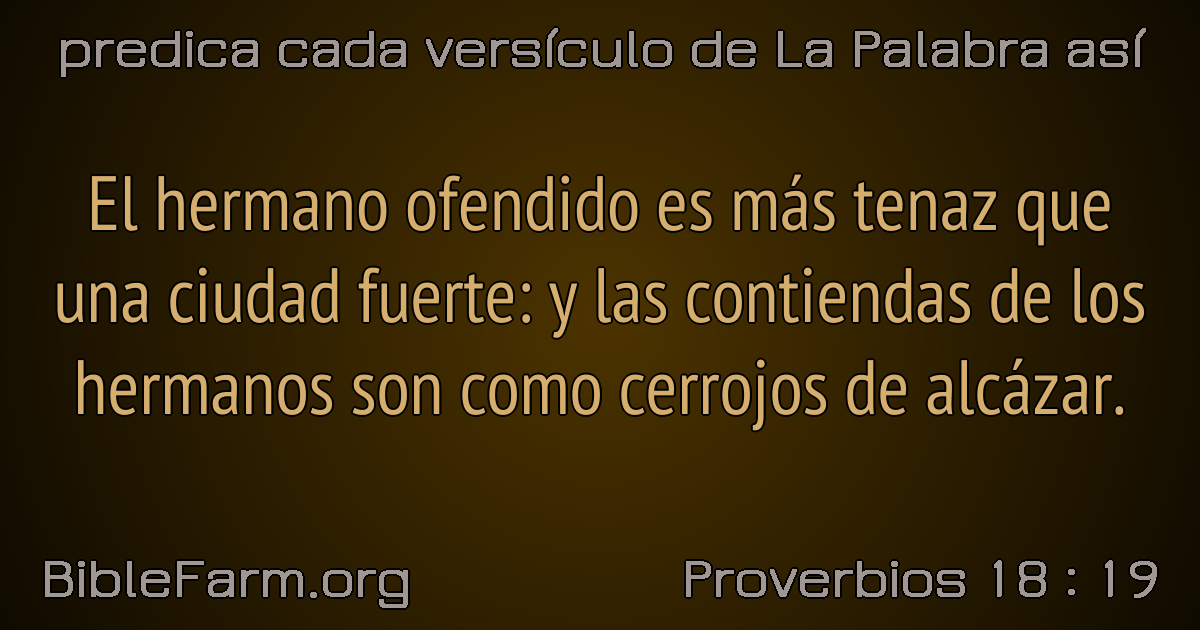 predica cada versículo de La Palabra así
El hermano ofendido es más tenaz que
una ciudad fuerte: y las contiendas de los
hermanos son como cerrojos de alcázar.
BibleFarm.org
Proverbios 18 : 19